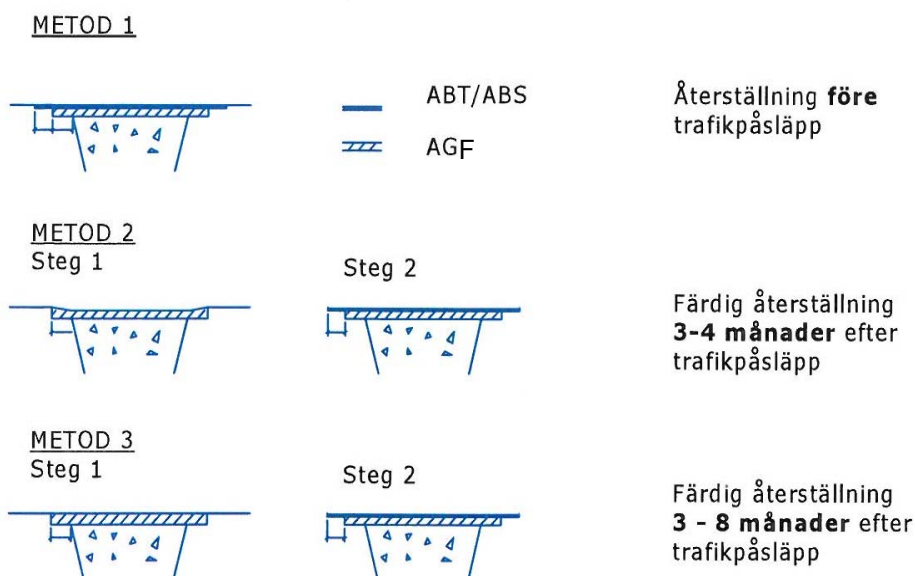 METOD 1
ABT/ABS
AGF
Återställning före
trafikpåsläpp
METOD 2
Steg 1
Steg 2
Färdig återställning
3-4 månader efter
trafikpåsläpp
METOD 3
Steg 1
Steg 2
Färdig återställning
3 - 8 månader efter
trafikpåsläpp